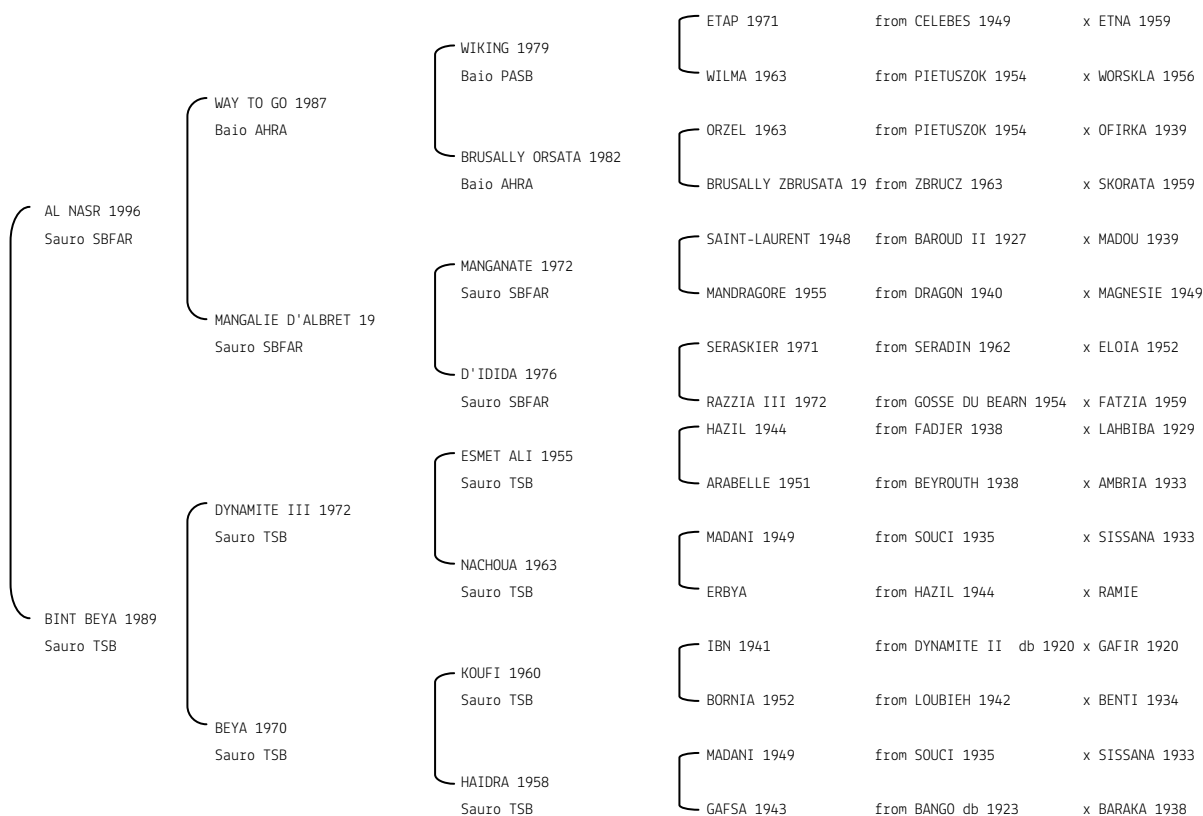 ETAP 1971 from CELEBES 1949 x ETNA 1959
WIKING 1979
Baio PASB
WILMA 1963 from PIETUSZOK 1954 x WORSKLA 1956
WAY TO GO 1987
Baio AHRA
ORZEL 1963 from PIETUSZOK 1954 x OFIRKA 1939
BRUSALLY ORSATA 1982
Baio AHRA
BRUSALLY ZBRUSATA 19 from ZBRUCZ 1963 x SKORATA 1959
AL NASR 1996
Sauro SBFAR
SAINT-LAURENT 1948 from BAROUD II 1927 x MADOU 1939
MANGANATE 1972
Sauro SBFAR
MANDRAGORE 1955 from DRAGON 1940 x MAGNESIE 1949
MANGALIE D'ALBRET 19
Sauro SBFAR
SERASKIER 1971 from SERADIN 1962 x ELOIA 1952
D'IDIDA 1976
Sauro SBFAR
RAZZIA III 1972 from GOSSE DU BEARN 1954 x FATZIA 1959
HAZIL 1944 from FADJER 1938 x LAHBIBA 1929
ESMET ALI 1955
Sauro TSB
ARABELLE 1951 from BEYROUTH 1938 x AMBRIA 1933
DYNAMITE III 1972
Sauro TSB
MADANI 1949 from SOUCI 1935 x SISSANA 1933
NACHOUA 1963
Sauro TSB
ERBYA from HAZIL 1944 x RAMIE
BINT BEYA 1989
Sauro TSB
IBN 1941 from DYNAMITE II db 1920 x GAFIR 1920
KOUFI 1960
Sauro TSB
BORNIA 1952 from LOUBIEH 1942 x BENTI 1934
BEYA 1970
Sauro TSB
MADANI 1949 from SOUCI 1935 x SISSANA 1933
HAIDRA 1958
Sauro TSB
GAFSA 1943 from BANGO db 1923 x BARAKA 1938